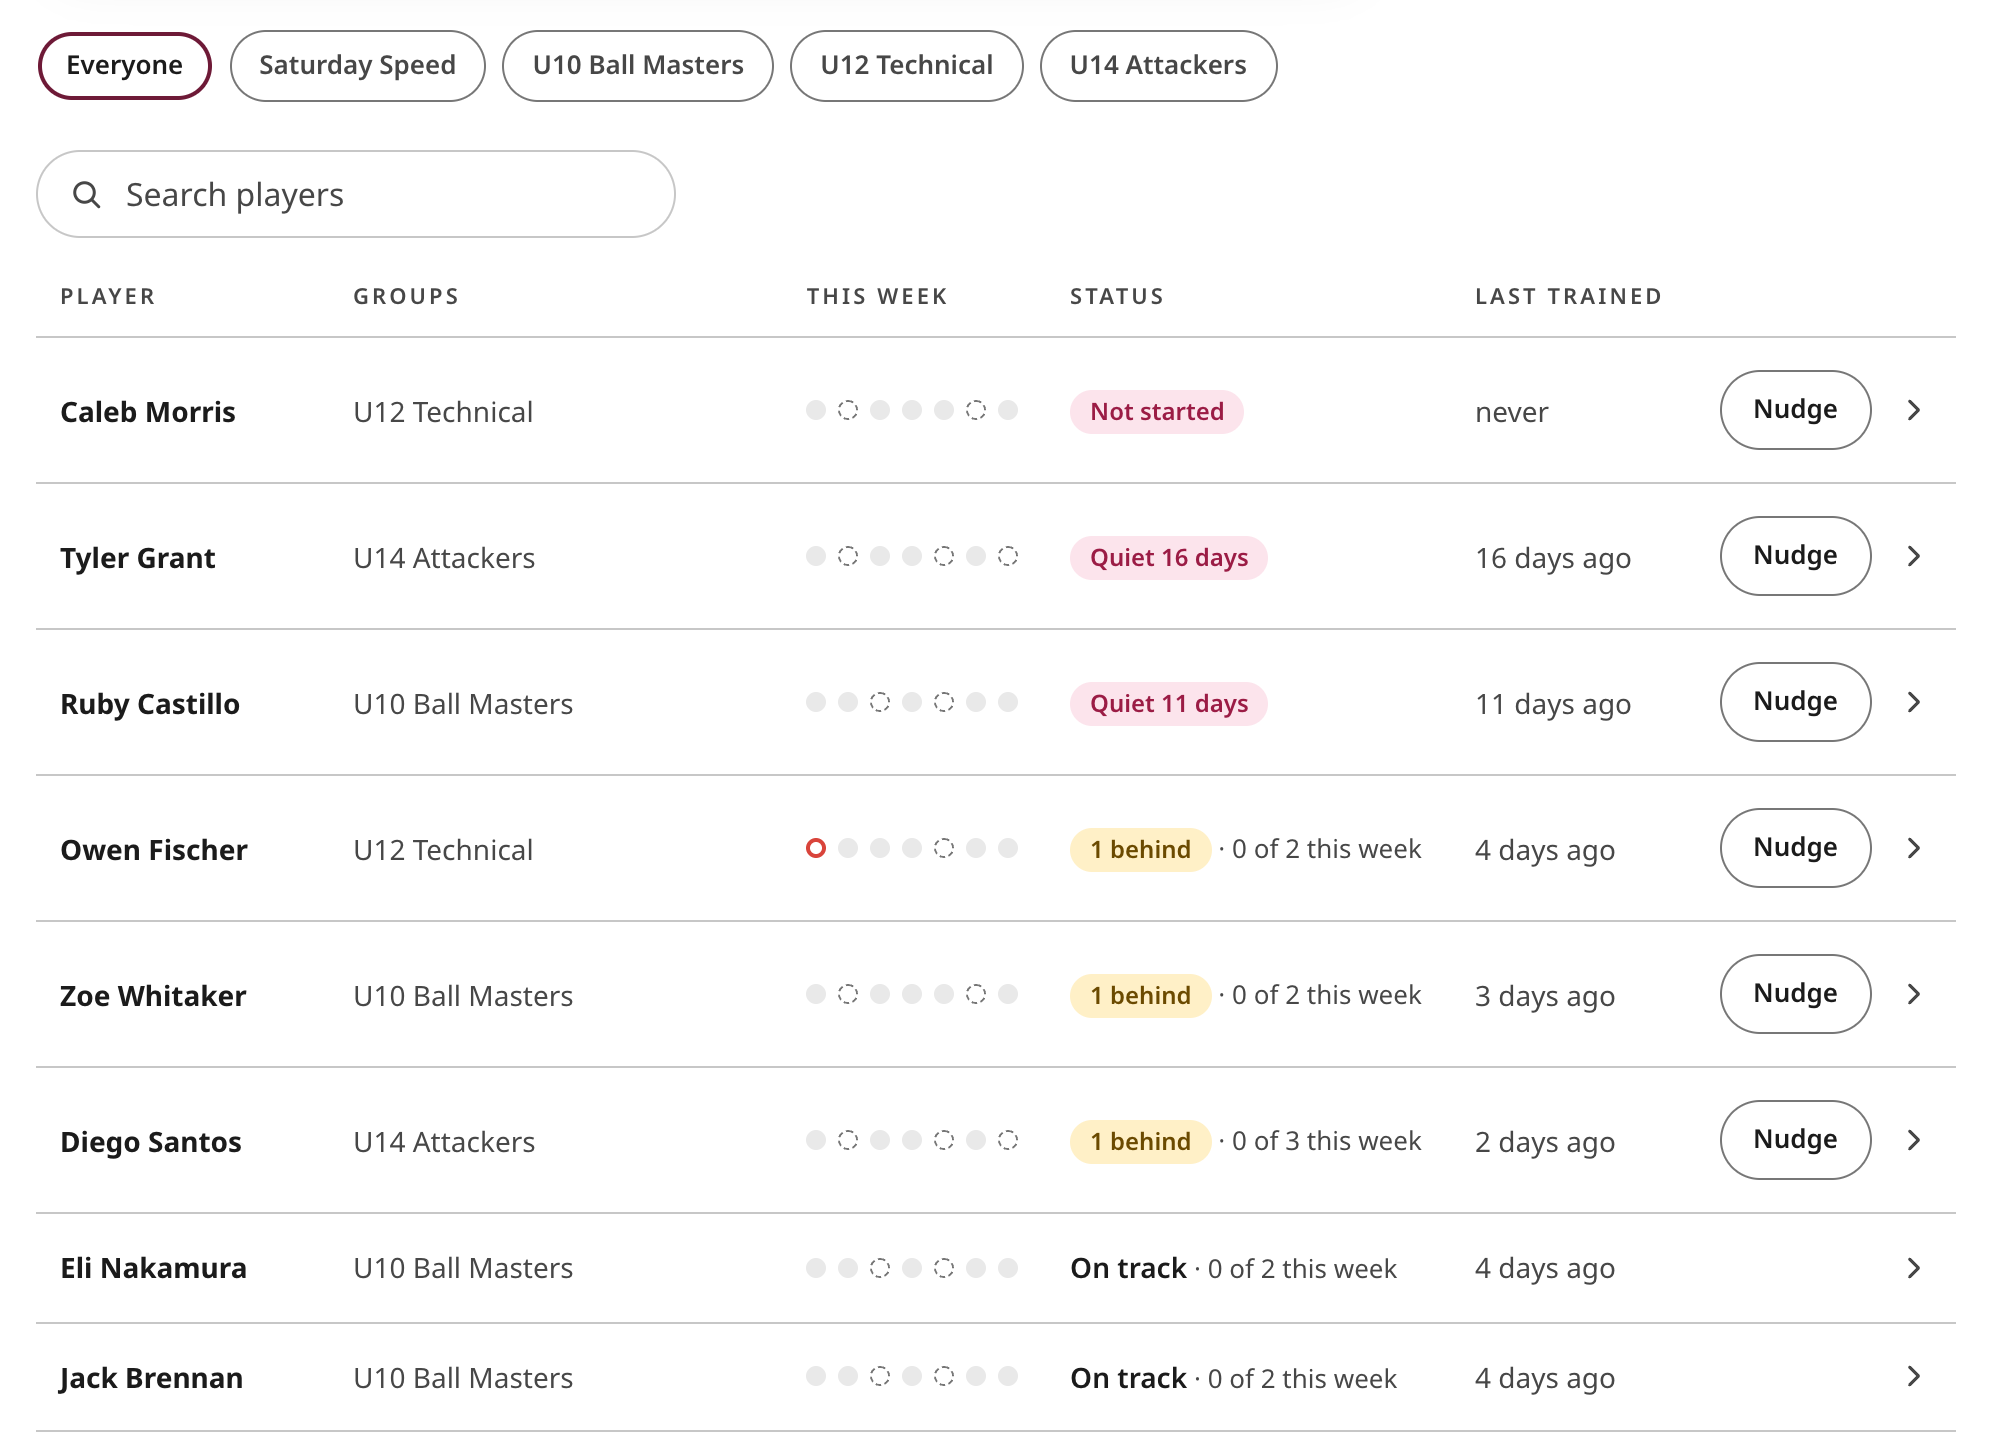 Everyone Saturday Speed U10 Ball Masters U12 Technical U14 Attackers
Search players
PLAYER GROUPS THIS WEEK STATUS LAST TRAINED
Caleb Morris U12 Technical Not started never Nudge
Tyler Grant U14 Attackers Quiet 16 days 16 days ago Nudge
Ruby Castillo U10 Ball Masters Quiet 11 days 11 days ago Nudge
Owen Fischer U12 Technical 1 behind · 0 of 2 this week 4 days ago Nudge
Zoe Whitaker U10 Ball Masters 1 behind · 0 of 2 this week 3 days ago Nudge
Diego Santos U14 Attackers 1 behind · 0 of 3 this week 2 days ago Nudge
Eli Nakamura U10 Ball Masters On track · 0 of 2 this week 4 days ago
Jack Brennan U10 Ball Masters On track · 0 of 2 this week 4 days ago